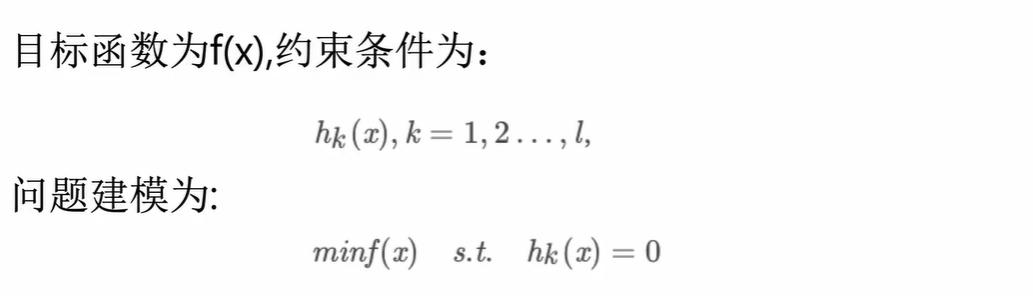 目标函数为f(x),约束条件为：
hk(x), k = 1, 2 . . . , l,
问题建模为:
minf(x) s.t. hk(x) = 0